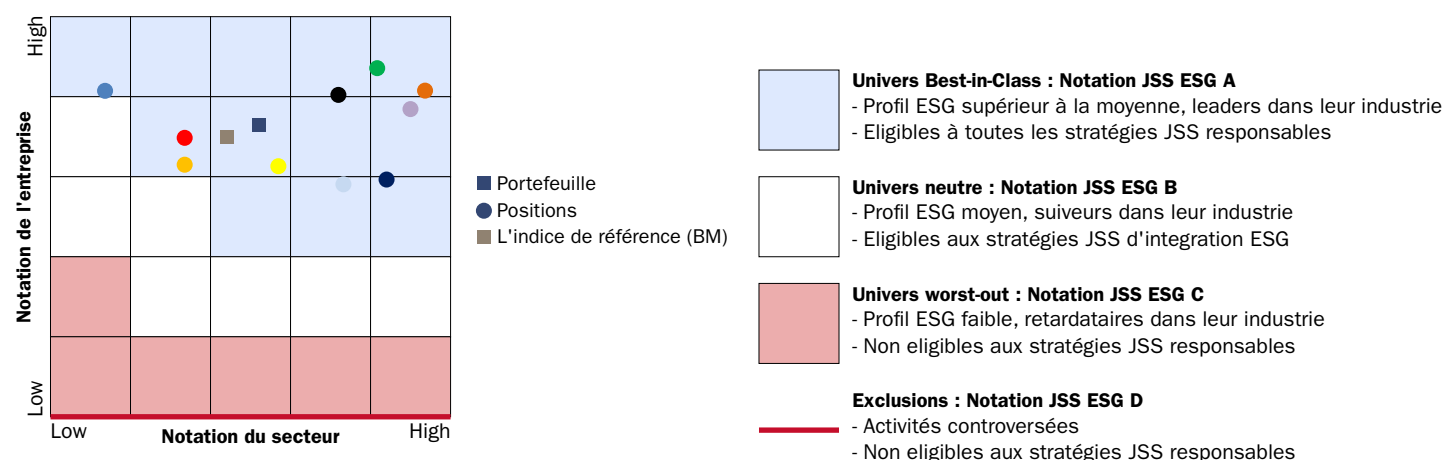 High
Notation de l'entreprise
Low
Low
Notation du secteur
High
Portefeuille
Positions
L'indice de référence (BM)
Univers Best-in-Class : Notation JSS ESG A
- Profil ESG supérieur à la moyenne, leaders dans leur industrie
- Eligibles à toutes les stratégies JSS responsables
Univers neutre : Notation JSS ESG B
- Profil ESG moyen, suiveurs dans leur industrie
- Eligibles aux stratégies JSS d'integration ESG
Univers worst-out : Notation JSS ESG C
- Profil ESG faible, retardataires dans leur industrie
- Non eligibles aux stratégies JSS responsables
Exclusions : Notation JSS ESG D
- Activités controversées
- Non eligibles aux stratégies JSS responsables